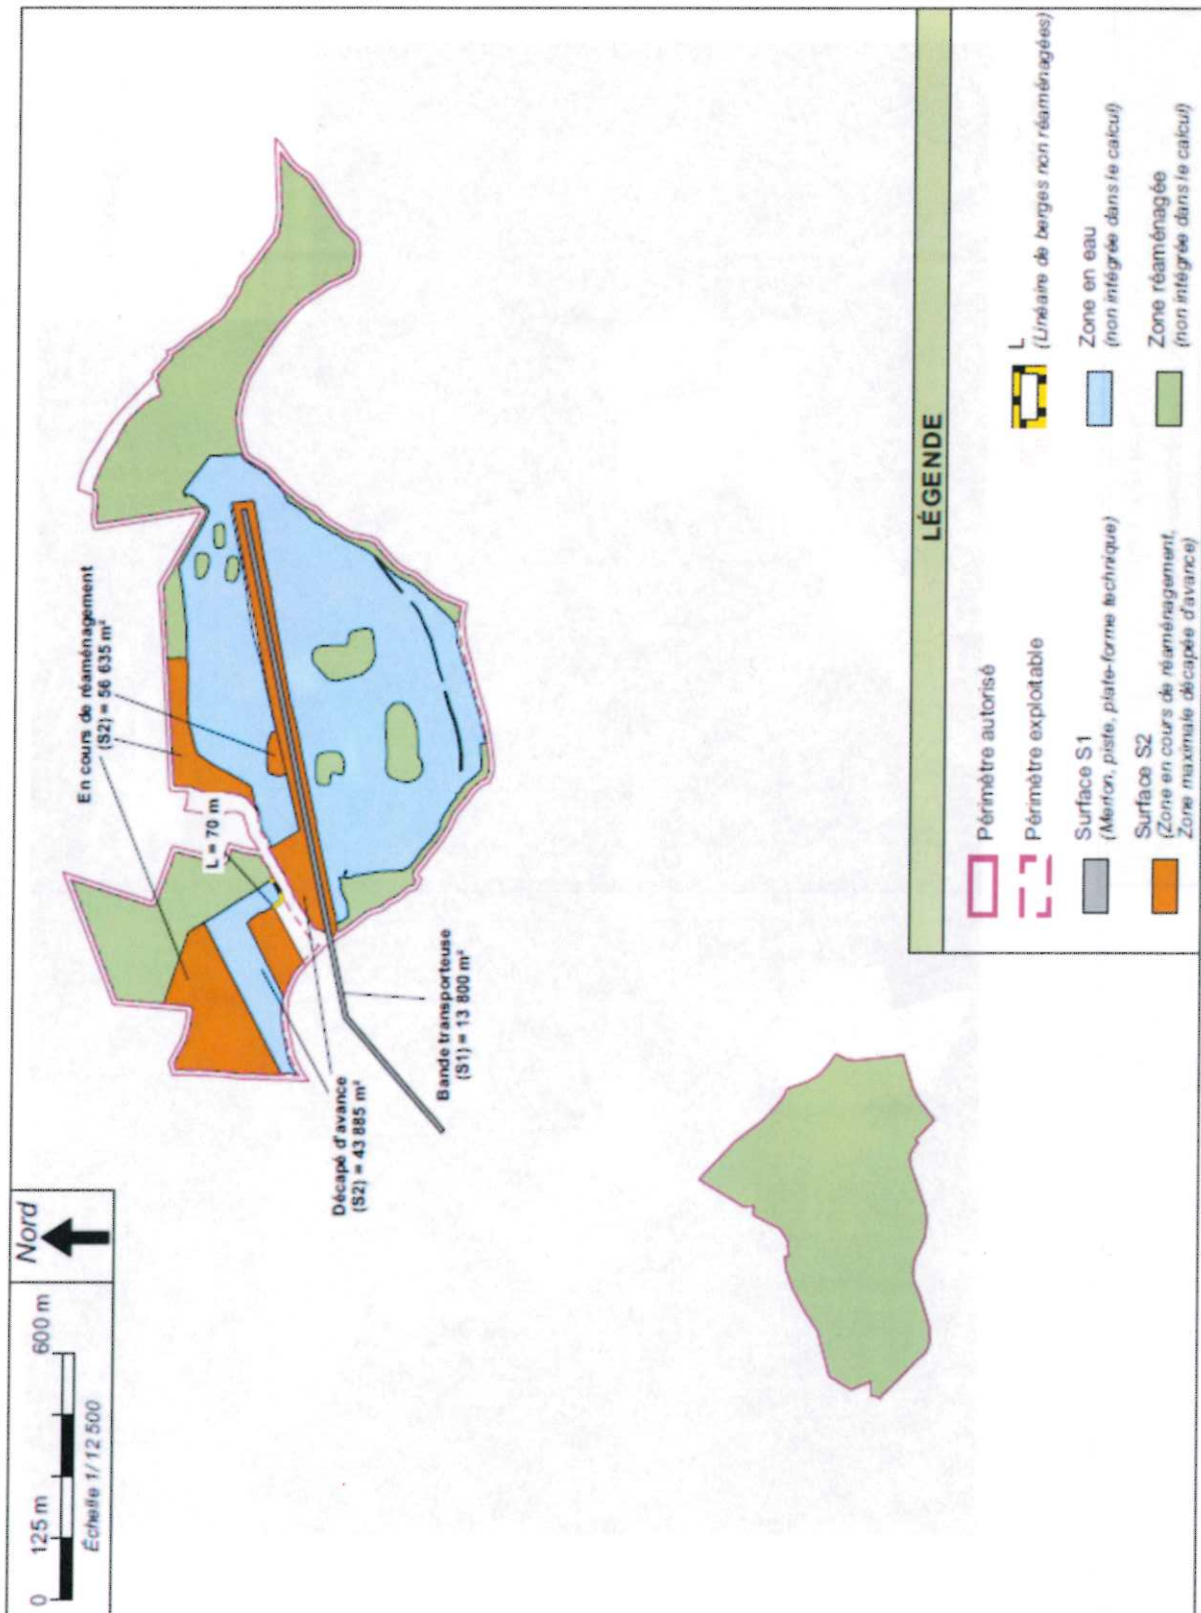 0
125 m
600 m
Échelle 1/12 500
Nord
En cours de réaménagement
(S2) = 56 635 m²
L = 70 m
Décapé d'avance
(S2) = 43 885 m²
Bande transporteuse
(S1) = 13 800 m²
LÉGENDE
Périmètre autorisé
Périmètre exploitable
Surface S1
(Merlon, piste, plate-forme technique)
Surface S2
(Zone en cours de réaménagement,
Zone maximale décapée d'avance)
L
(Linéaire de berges non réaménagées)
Zone en eau
(non intégrée dans le calcul)
Zone réaménagée
(non intégrée dans le calcul)